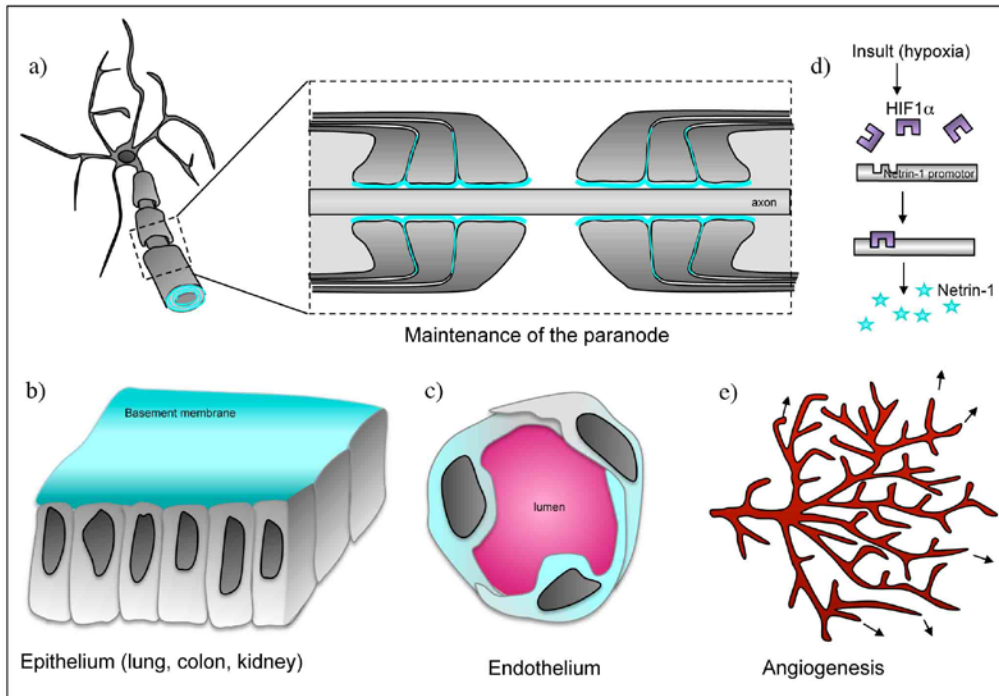 a)
axon
Maintenance of the paranode
d)
Insult (hypoxia)
HIF1α
Netrin-1 promotor
Netrin-1
b)
Basement membrane
Epithelium (lung, colon, kidney)
c)
lumen
Endothelium
e)
Angiogenesis